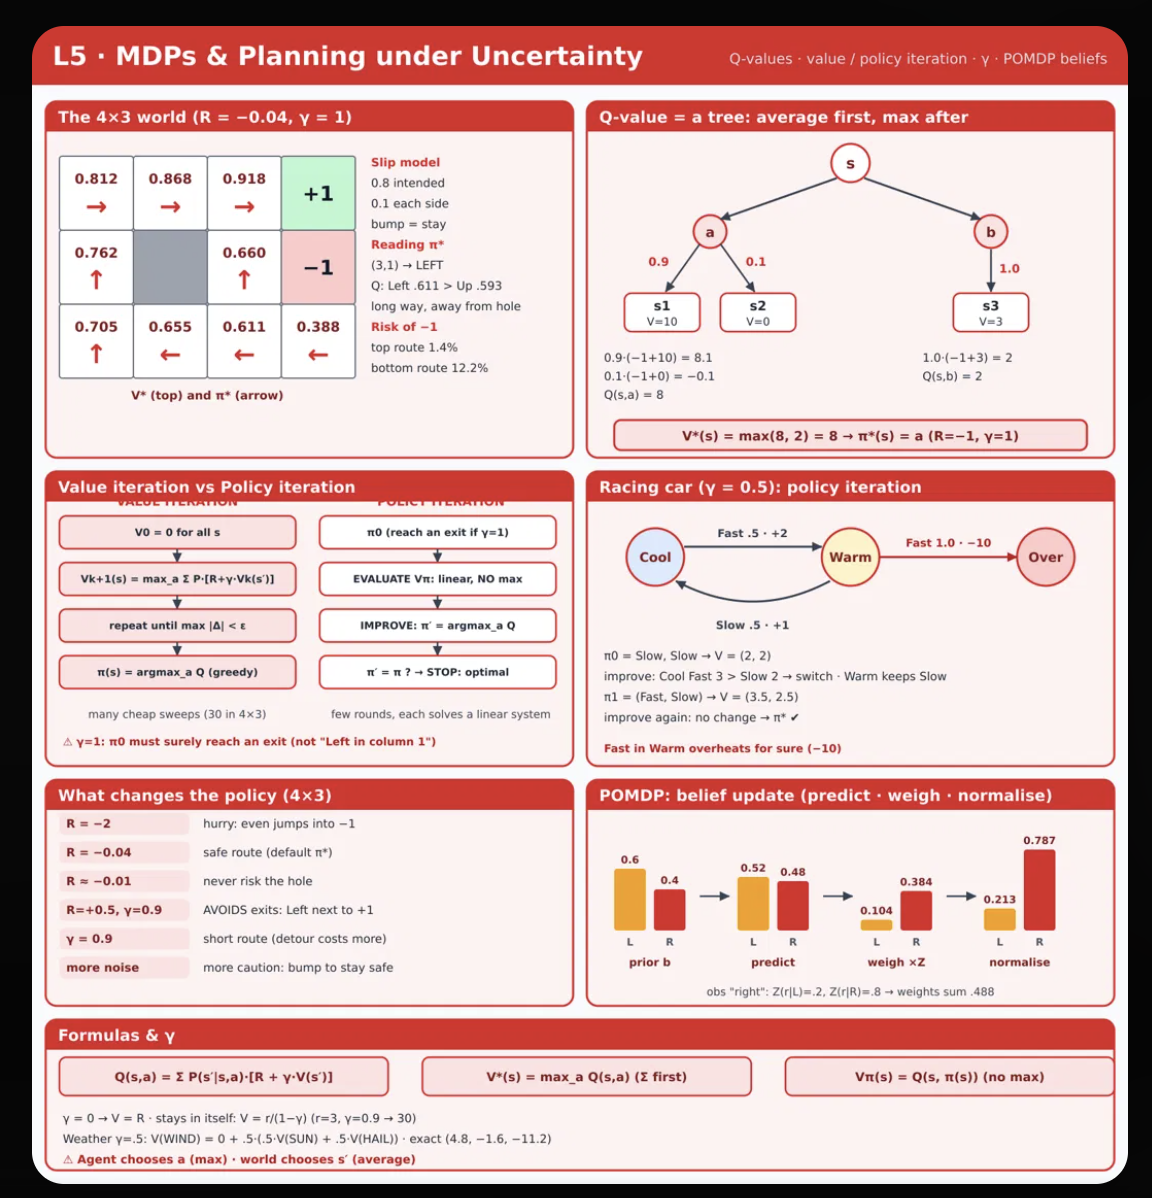 L5 · MDPs & Planning under Uncertainty
Q-values · value / policy iteration · γ · POMDP beliefs
The 4×3 world (R = −0.04, γ = 1)
0.812 0.868 0.918 +1
→ → →
0.762 0.660 −1
↑ ↑
0.705 0.655 0.611 0.388
↑ ← ← ←
V* (top) and π* (arrow)
Slip model
0.8 intended
0.1 each side
bump = stay
Reading π*
(3,1) → LEFT
Q: Left .611 > Up .593
long way, away from hole
Risk of −1
top route 1.4%
bottom route 12.2%
Q-value = a tree: average first, max after
s
a b
0.9 0.1 1.0
s1 s2 s3
V=10 V=0 V=3
0.9·(−1+10) = 8.1
0.1·(−1+0) = −0.1
Q(s,a) = 8
1.0·(−1+3) = 2
Q(s,b) = 2
V*(s) = max(8, 2) = 8 → π*(s) = a (R=−1, γ=1)
Value iteration vs Policy iteration
VALUE ITERATION
V0 = 0 for all s
Vk+1(s) = max_a Σ P·[R+γ·Vk(s′)]
repeat until max |Δ| < ε
π(s) = argmax_a Q (greedy)
many cheap sweeps (30 in 4×3)
POLICY ITERATION
π0 (reach an exit if γ=1)
EVALUATE Vπ: linear, NO max
IMPROVE: π′ = argmax_a Q
π′ = π ? → STOP: optimal
few rounds, each solves a linear system
⚠ γ=1: π0 must surely reach an exit (not "Left in column 1")
Racing car (γ = 0.5): policy iteration
Fast .5 · +2
Fast 1.0 · −10
Cool Warm Over
Slow .5 · +1
π0 = Slow, Slow → V = (2, 2)
improve: Cool Fast 3 > Slow 2 → switch · Warm keeps Slow
π1 = (Fast, Slow) → V = (3.5, 2.5)
improve again: no change → π* ✔
Fast in Warm overheats for sure (−10)
What changes the policy (4×3)
R = −2 hurry: even jumps into −1
R = −0.04 safe route (default π*)
R ≈ −0.01 never risk the hole
R=+0.5, γ=0.9 AVOIDS exits: Left next to +1
γ = 0.9 short route (detour costs more)
more noise more caution: bump to stay safe
POMDP: belief update (predict · weigh · normalise)
0.6 0.4 0.52 0.48 0.104 0.384 0.213 0.787
L R L R L R L R
prior b predict weigh ×Z normalise
obs "right": Z(r|L)=.2, Z(r|R)=.8 → weights sum .488
Formulas & γ
Q(s,a) = Σ P(s′|s,a)·[R + γ·V(s′)]
V*(s) = max_a Q(s,a) (Σ first)
Vπ(s) = Q(s, π(s)) (no max)
γ = 0 → V = R · stays in itself: V = r/(1−γ) (r=3, γ=0.9 → 30)
Weather γ=.5: V(WIND) = 0 + .5·(.5·V(SUN) + .5·V(HAIL)) · exact (4.8, −1.6, −11.2)
⚠ Agent chooses a (max) · world chooses s′ (average)